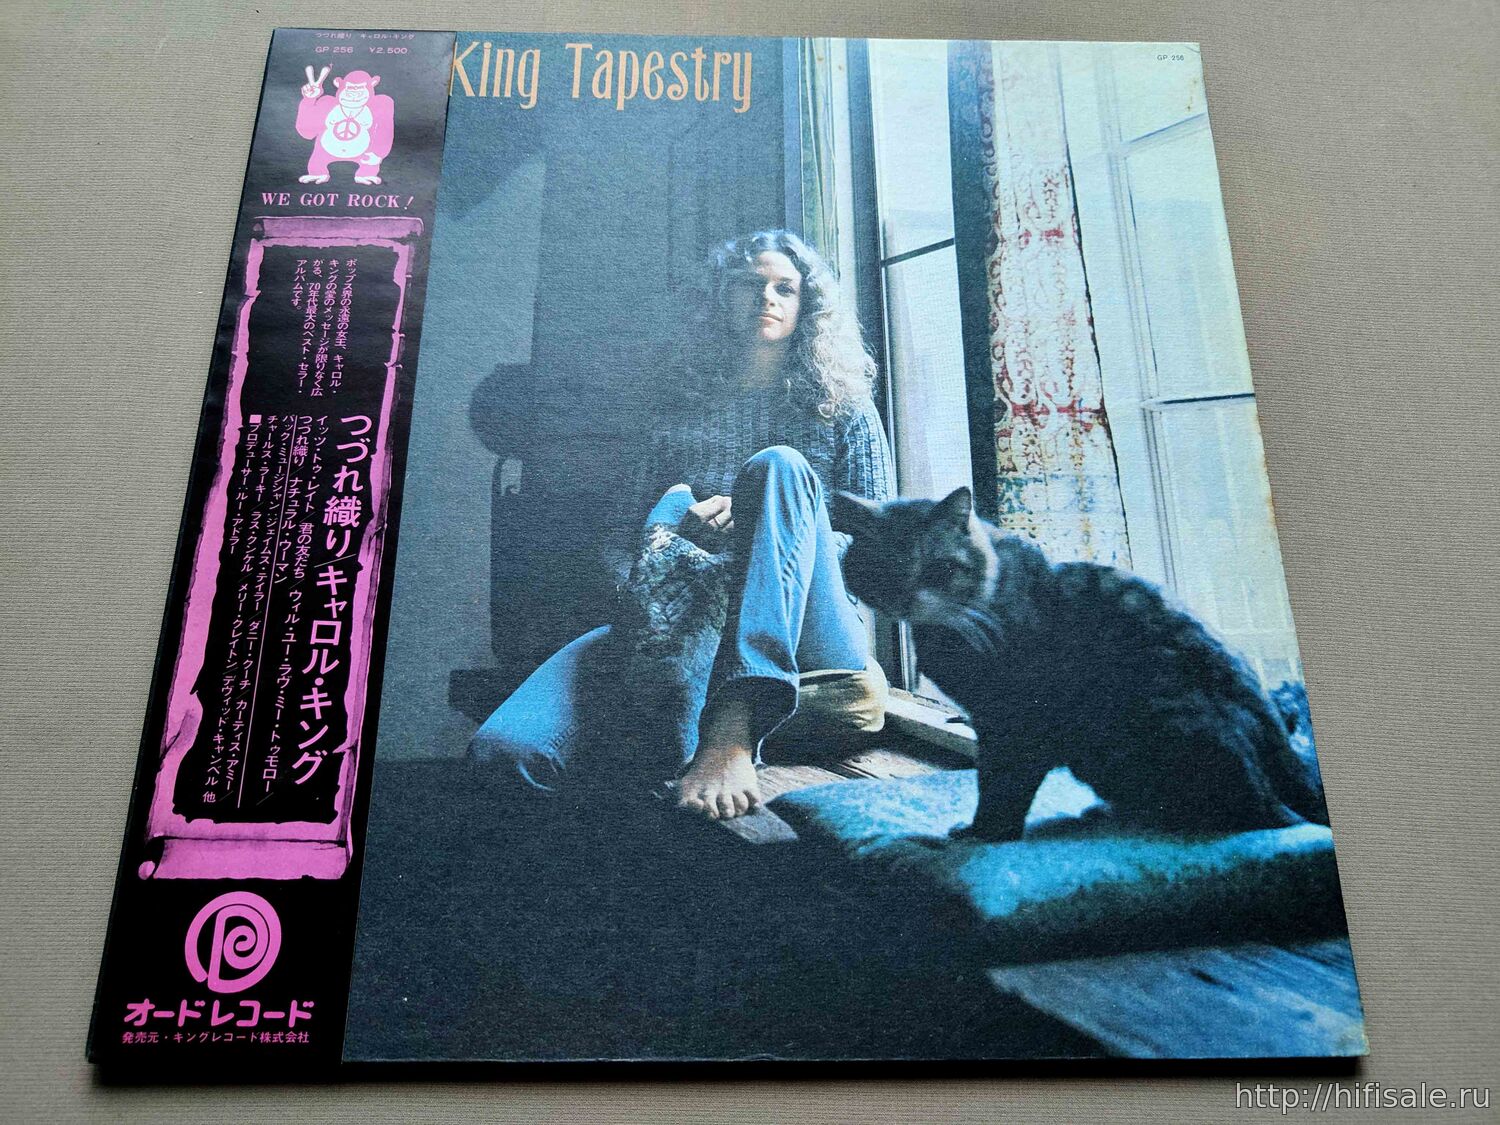 つづれ織り キャロル・キング
GP 256 ¥2,500
WE GOT ROCK!
ポップス界の永遠の女王、キャロル・
キングの愛のメッセージが限りなく広
がる、'70年代最大のベスト・セラー・
アルバムです。
つづれ織り/キャロル・キング
イッツ・トゥ・レイト/君の友だち/ウィル・ユー・ラヴ・ミー・トゥモロー/
つづれ織り ナチュラル・ウーマン
バック・ミュージシャン:ジェイムス・テイラー/ダニー・クーチ/カーティス・アミー/
チャールス・ラーキー ラス・クンケル/メリー・クレイトン/デヴィッド・キャンベル 他
■プロデューサー:ルー・アドラー
オードレコード
発売元・キングレコード株式会社
King Tapestry
GP 256
http://hifisale.ru